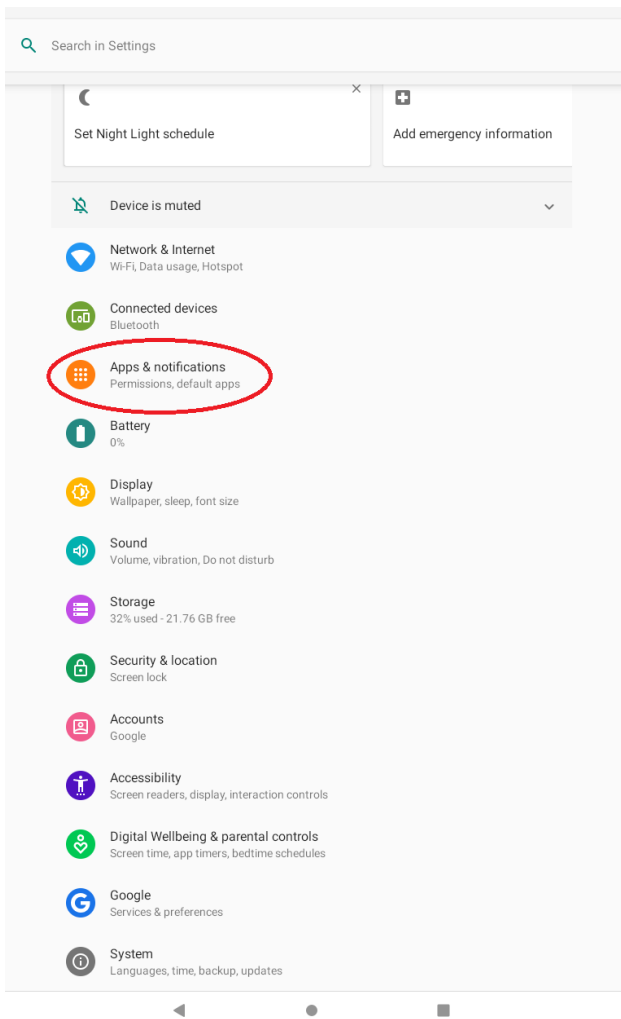 Search in Settings
Set Night Light schedule
Add emergency information
Device is muted
Network & Internet
Wi-Fi, Data usage, Hotspot
Connected devices
Bluetooth
Apps & notifications
Permissions, default apps
Battery
0%
Display
Wallpaper, sleep, font size
Sound
Volume, vibration, Do not disturb
Storage
32% used - 21.76 GB free
Security & location
Screen lock
Accounts
Google
Accessibility
Screen readers, display, interaction controls
Digital Wellbeing & parental controls
Screen time, app timers, bedtime schedules
Google
Services & preferences
System
Languages, time, backup, updates